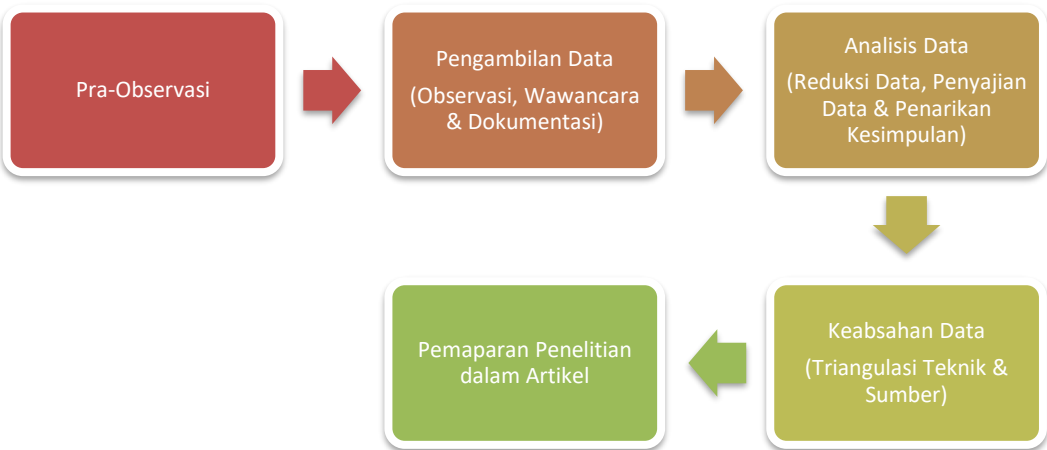 Pra-Observasi
Pengambilan Data
(Observasi, Wawancara
& Dokumentasi)
Analisis Data
(Reduksi Data, Penyajian
Data & Penarikan
Kesimpulan)
Keabsahan Data
(Triangulasi Teknik &
Sumber)
Pemaparan Penelitian
dalam Artikel